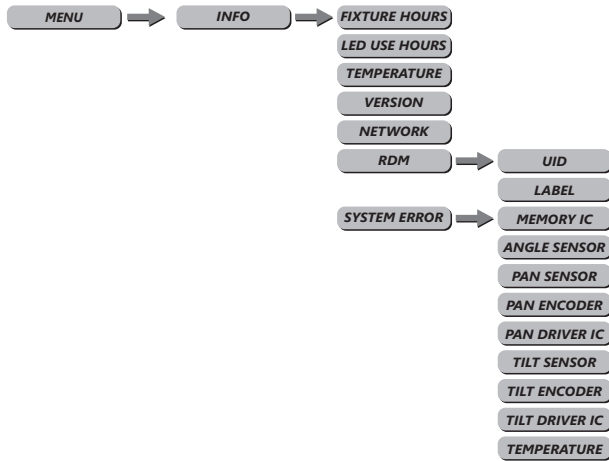 MENU
INFO
FIXTURE HOURS
LED USE HOURS
TEMPERATURE
VERSION
NETWORK
RDM
UID
LABEL
SYSTEM ERROR
MEMORY IC
ANGLE SENSOR
PAN SENSOR
PAN ENCODER
PAN DRIVER IC
TILT SENSOR
TILT ENCODER
TILT DRIVER IC
TEMPERATURE